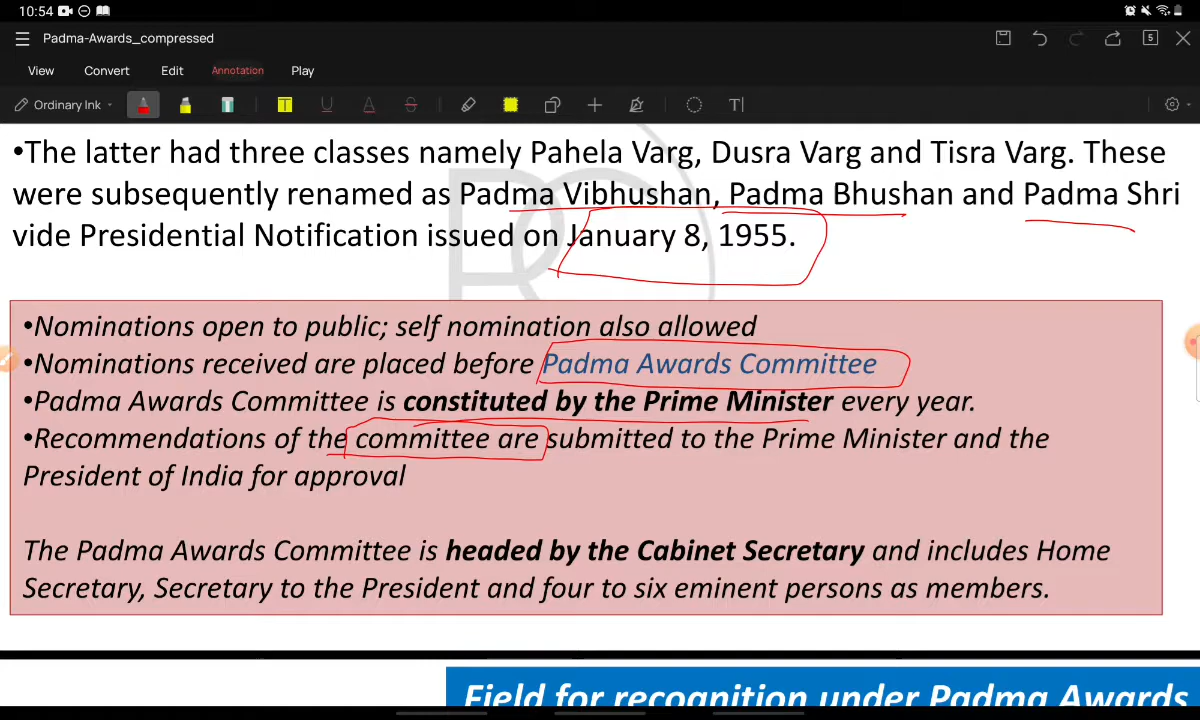 10:54
Padma-Awards_compressed
5
View Convert Edit Annotation Play
Ordinary Ink T U A S T
•The latter had three classes namely Pahela Varg, Dusra Varg and Tisra Varg. These
were subsequently renamed as Padma Vibhushan, Padma Bhushan and Padma Shri
vide Presidential Notification issued on January 8, 1955.
•Nominations open to public; self nomination also allowed
•Nominations received are placed before Padma Awards Committee
•Padma Awards Committee is constituted by the Prime Minister every year.
•Recommendations of the committee are submitted to the Prime Minister and the
President of India for approval
The Padma Awards Committee is headed by the Cabinet Secretary and includes Home
Secretary, Secretary to the President and four to six eminent persons as members.
Field for recognition under Padma Awards